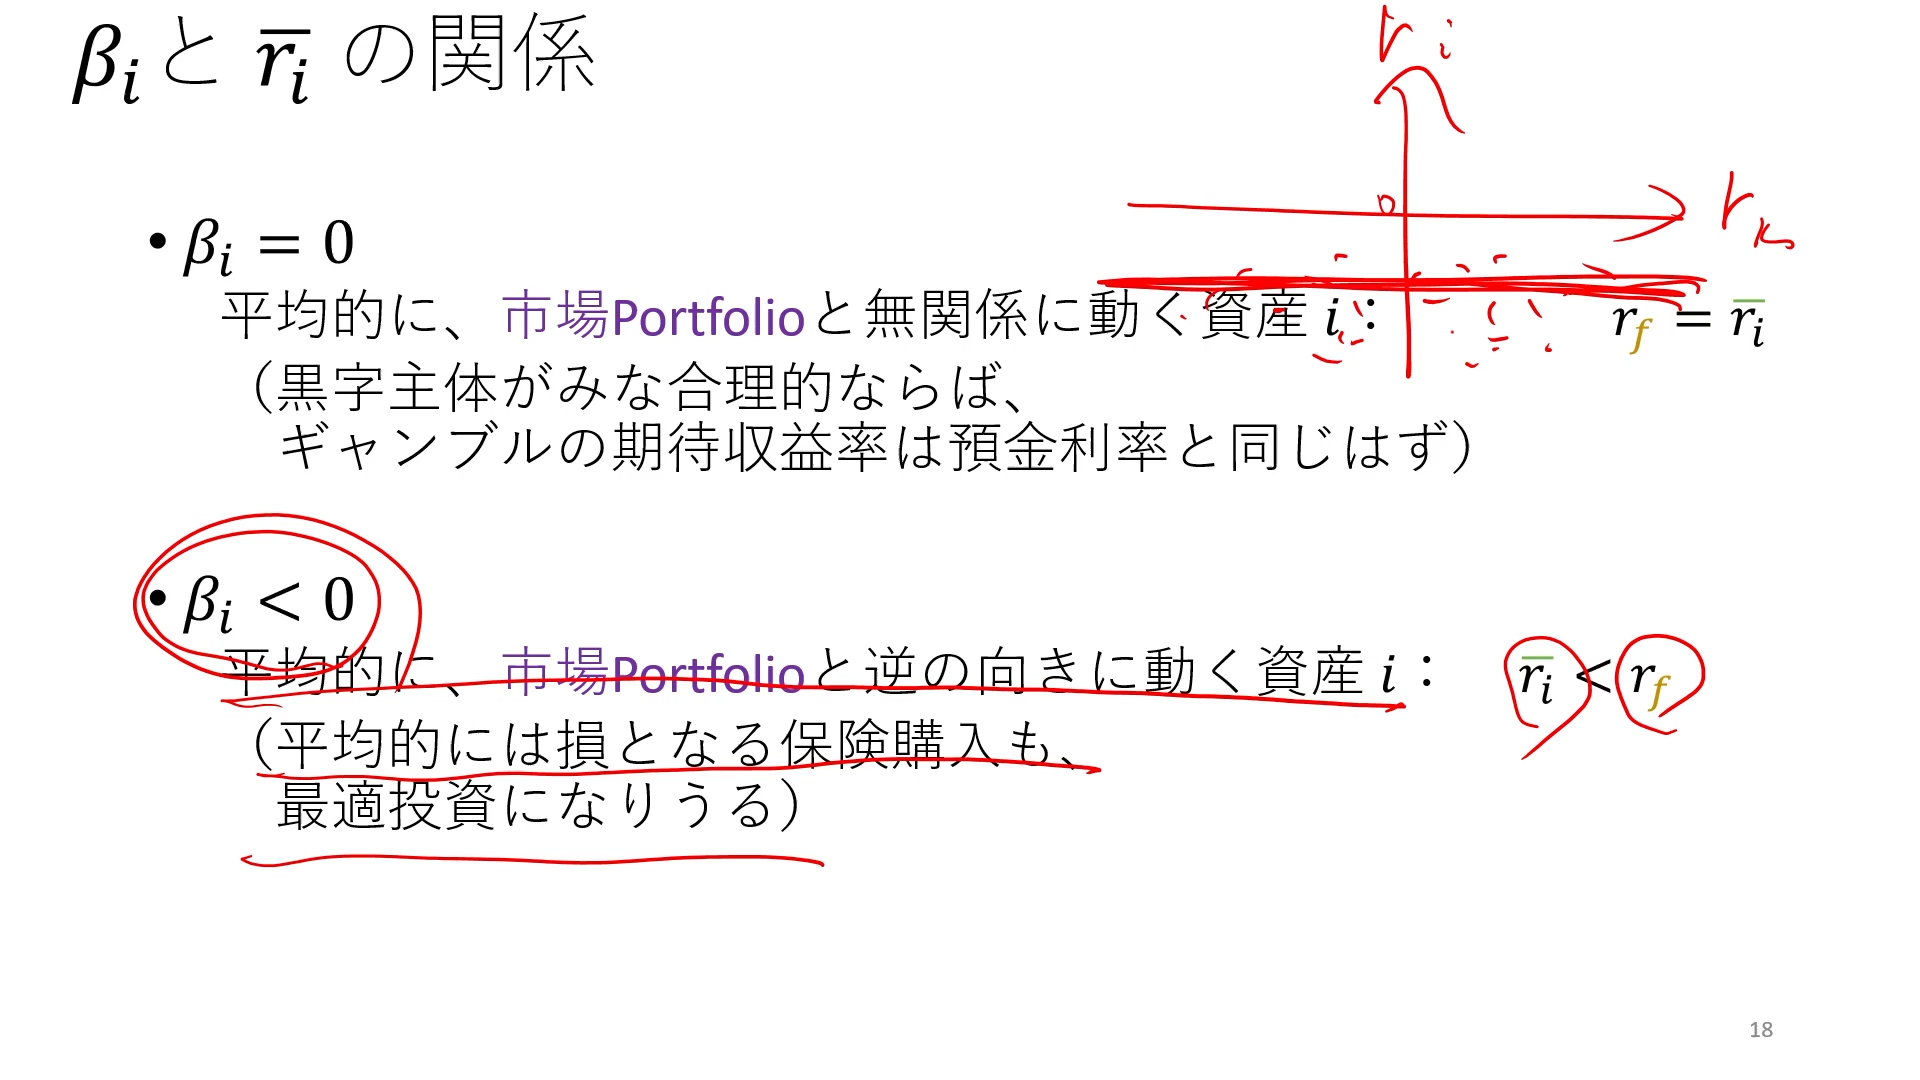 βᵢと r̅ᵢ の関係
rᵢ
0
r
• βᵢ = 0
平均的に、市場Portfolioと無関係に動く資産 i： r_f = r̅ᵢ
（黒字主体がみな合理的ならば、
ギャンブルの期待収益率は預金利率と同じはず）
• βᵢ < 0
平均的に、市場Portfolioと逆の向きに動く資産 i： r̅ᵢ < r_f
（平均的には損となる保険購入も、
最適投資になりうる）
18